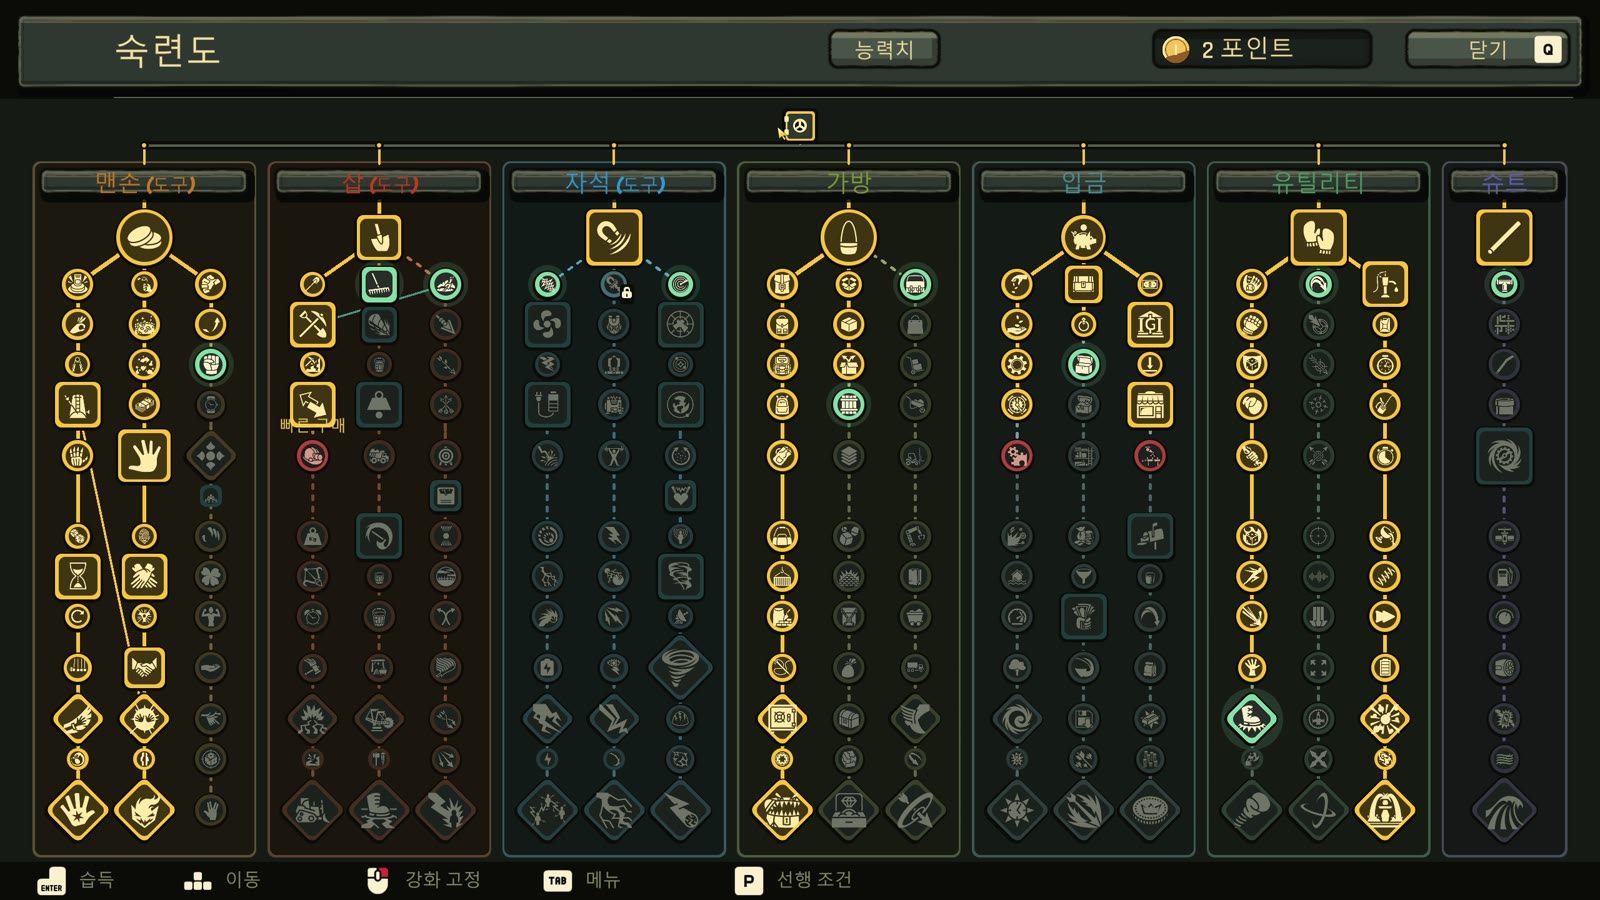 숙련도
능력치
2 포인트
닫기
Q
맨손 (도구)
삽 (도구)
자석 (도구)
가방
입금
유틸리티
슈트
빠른 구매
ENTER
습득
이동
강화 고정
TAB
메뉴
P
선행 조건